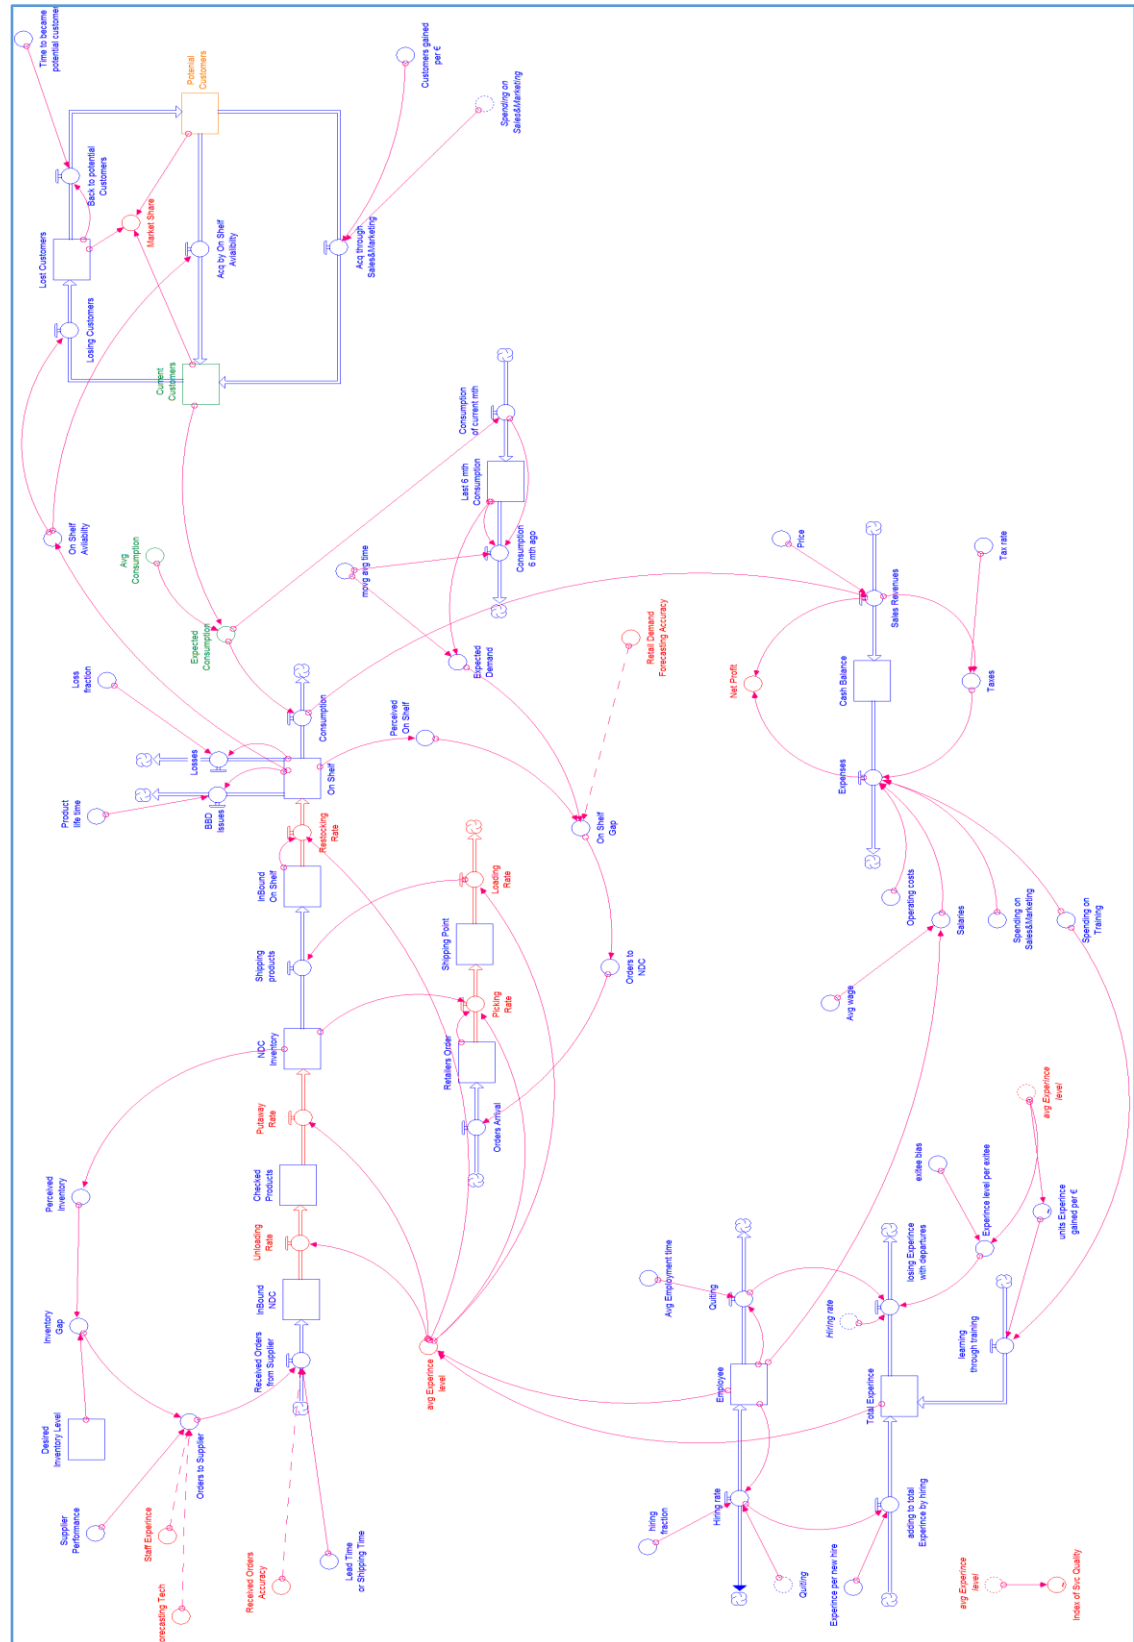 Time to became
potential customer
Lost Customers
Losing Customers
Back to potential
Customers
Market Share
Potenial
Customers
Acq by On Shelf
Avialibilty
Current
Customers
Customers gained
per €
Spending on
Sales&Marketing
Acq through
Sales&Marketing
On Shelf
Avilabilty
Avg
Consumption
Expected
Consumption
Last 6 mth
Consumption
Consumption
of current mth
Consumption
6 mth ago
movg avg time
Expected
Demand
Retail Demand
Forecasting Accuracy
Loss
fraction
Losses
Product
life time
BBD
Issues
On Shelf
Consumption
Perceived
On Shelf
On Shelf
Gap
Orders to
NDC
InBound
On Shelf
Restocking
Rate
Shipping
products
NDC
Inventory
Putaway
Rate
Checked
Products
Unloading
Rate
InBound
NDC
Received Orders
from Supplier
Perceived
Inventory
Inventory
Gap
Desired
Inventory Level
Orders to Supplier
Supplier
Performance
Staff Experince
orecasting Tech
Received Orders
Accuracy
Lead Time
or Shipping Time
Retailers Order
Orders Arrival
Picking Rate
Shipping Point
Loading
Rate
avg Experince
level
Price
Sales Revenues
Tax rate
Taxes
Net Profit
Cash Balance
Expenses
Operating costs
Salaries
Avg wage
Spending on
Sales&Marketing
Spending on
Training
Avg Employment time
Quiting
Employee
Hiring rate
hiring
fraction
Quiting
Experince per new hire
adding to total
Experince by hiring
Total Experince
Hiring rate
losing Experince
with departures
exitee bias
Experince level per exitee
avg Experince
level
units Experince
gained per €
learning
through training
avg Experince
level
Index of Svc Quality